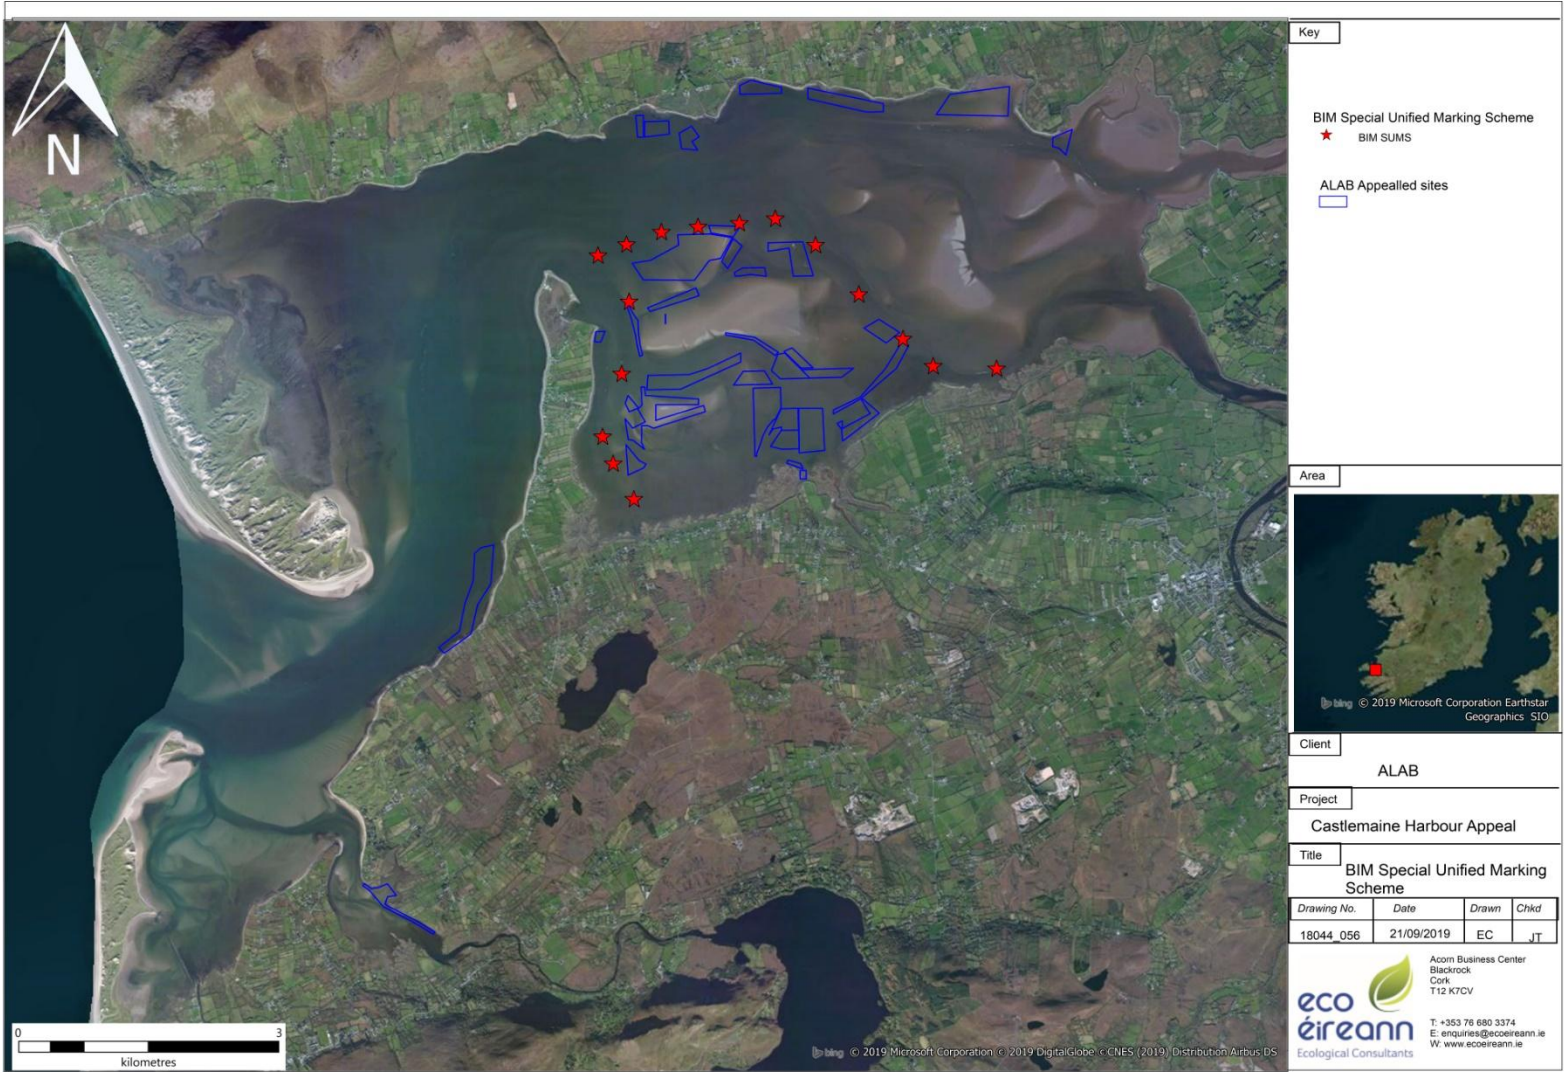 N
0 3
kilometres
bing © 2019 Microsoft Corporation © 2019 DigitalGlobe © CNES (2019) Distribution Airbus DS
Key
BIM Special Unified Marking Scheme
BIM SUMS
ALAB Appealled sites
Area
bing © 2019 Microsoft Corporation Earthstar
Geographics SIO
Client
ALAB
Project
Castlemaine Harbour Appeal
Title
BIM Special Unified Marking
Scheme
Drawing No. Date Drawn Chkd
18044_056 21/09/2019 EC JT
eco
éireann
Ecological Consultants
Acorn Business Center
Blackrock
Cork
T12 K7CV
T: +353 76 680 3374
E: enquiries@ecoeireann.ie
W: www.ecoeireann.ie